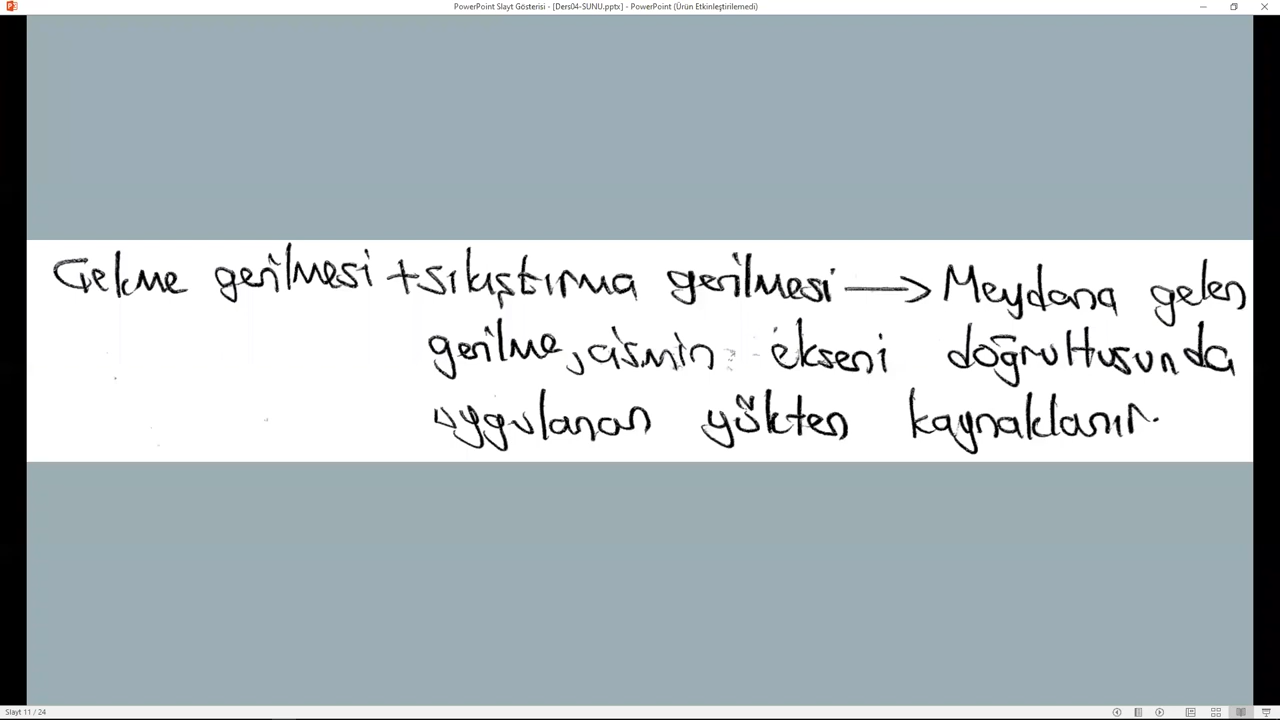 PowerPoint Slayt Gösterisi - [Ders04-SUNU.pptx] - PowerPoint (Ürün Etkinleştirilemedi)
Çekme gerilmesi + sıkıştırma gerilmesi → Meydana gelen
gerilme, cismin ekseni doğrultusunda
uygulanan yükten kaynaklanır.
Slayt 11 / 24